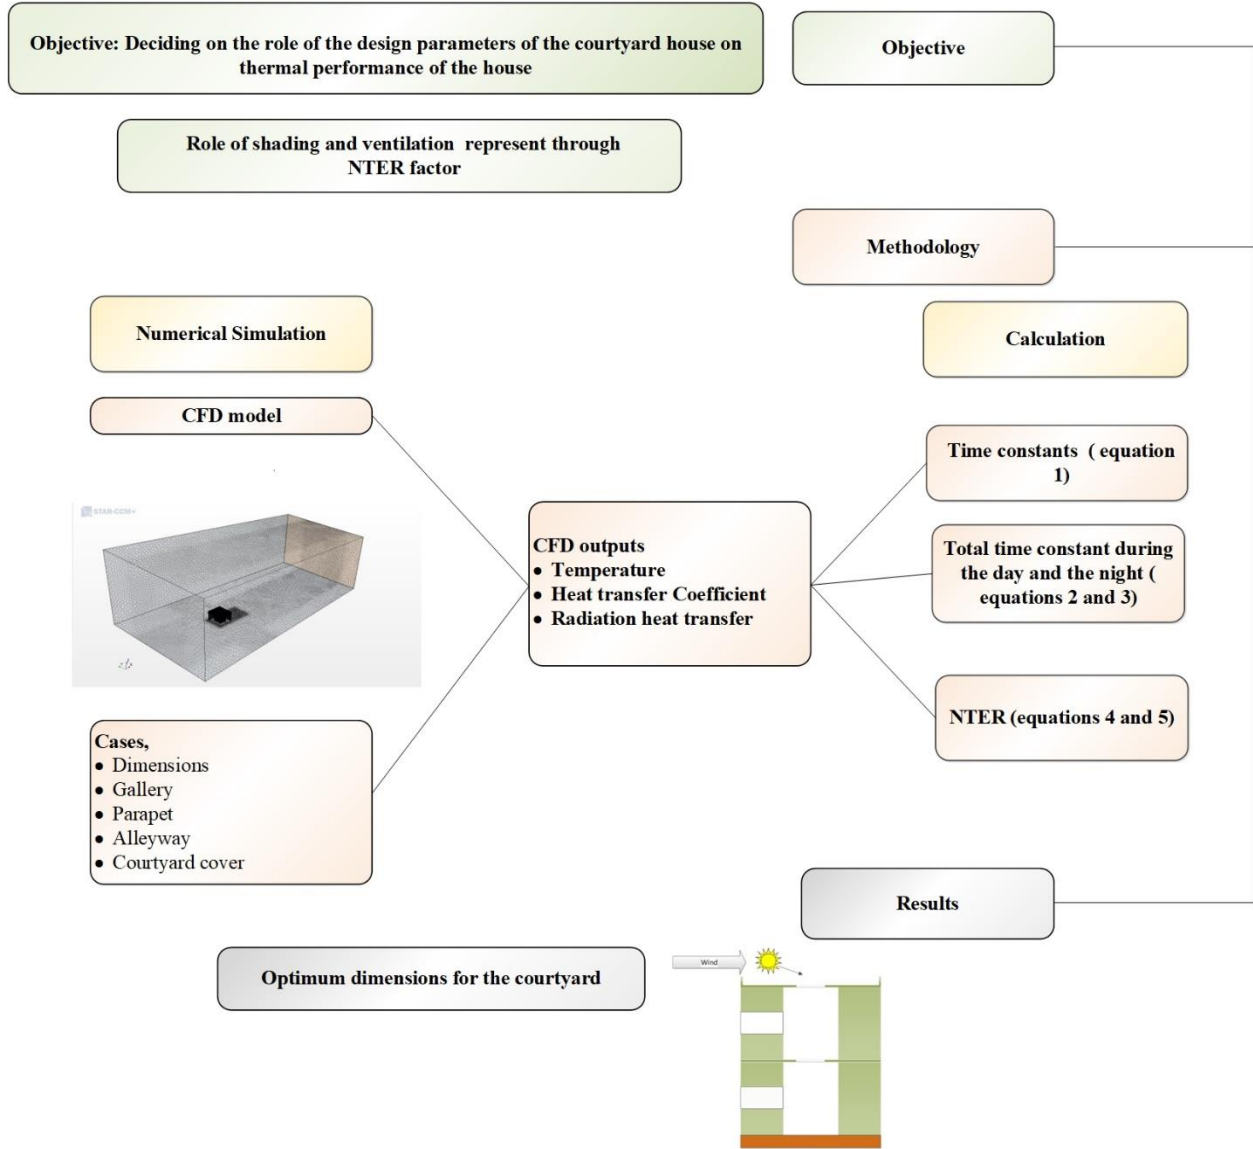 Objective: Deciding on the role of the design parameters of the courtyard house on
thermal performance of the house
Objective
Role of shading and ventilation represent through
NTER factor
Methodology
Numerical Simulation
Calculation
CFD model
Time constants ( equation
1)
STAR-CCM+
CFD outputs
● Temperature
● Heat transfer Coefficient
● Radiation heat transfer
Total time constant during
the day and the night (
equations 2 and 3)
NTER (equations 4 and 5)
Cases,
● Dimensions
● Gallery
● Parapet
● Alleyway
● Courtyard cover
Results
Optimum dimensions for the courtyard
Wind